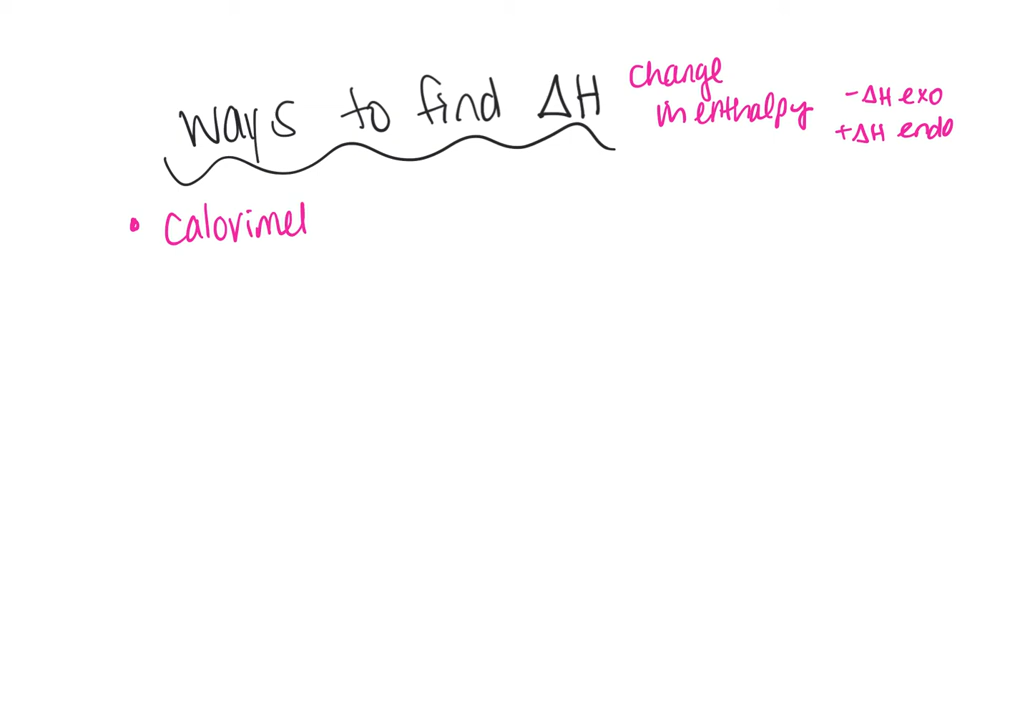 ways to find ΔH
change
in enthalpy
-ΔH exo
+ΔH endo
• Calorimet